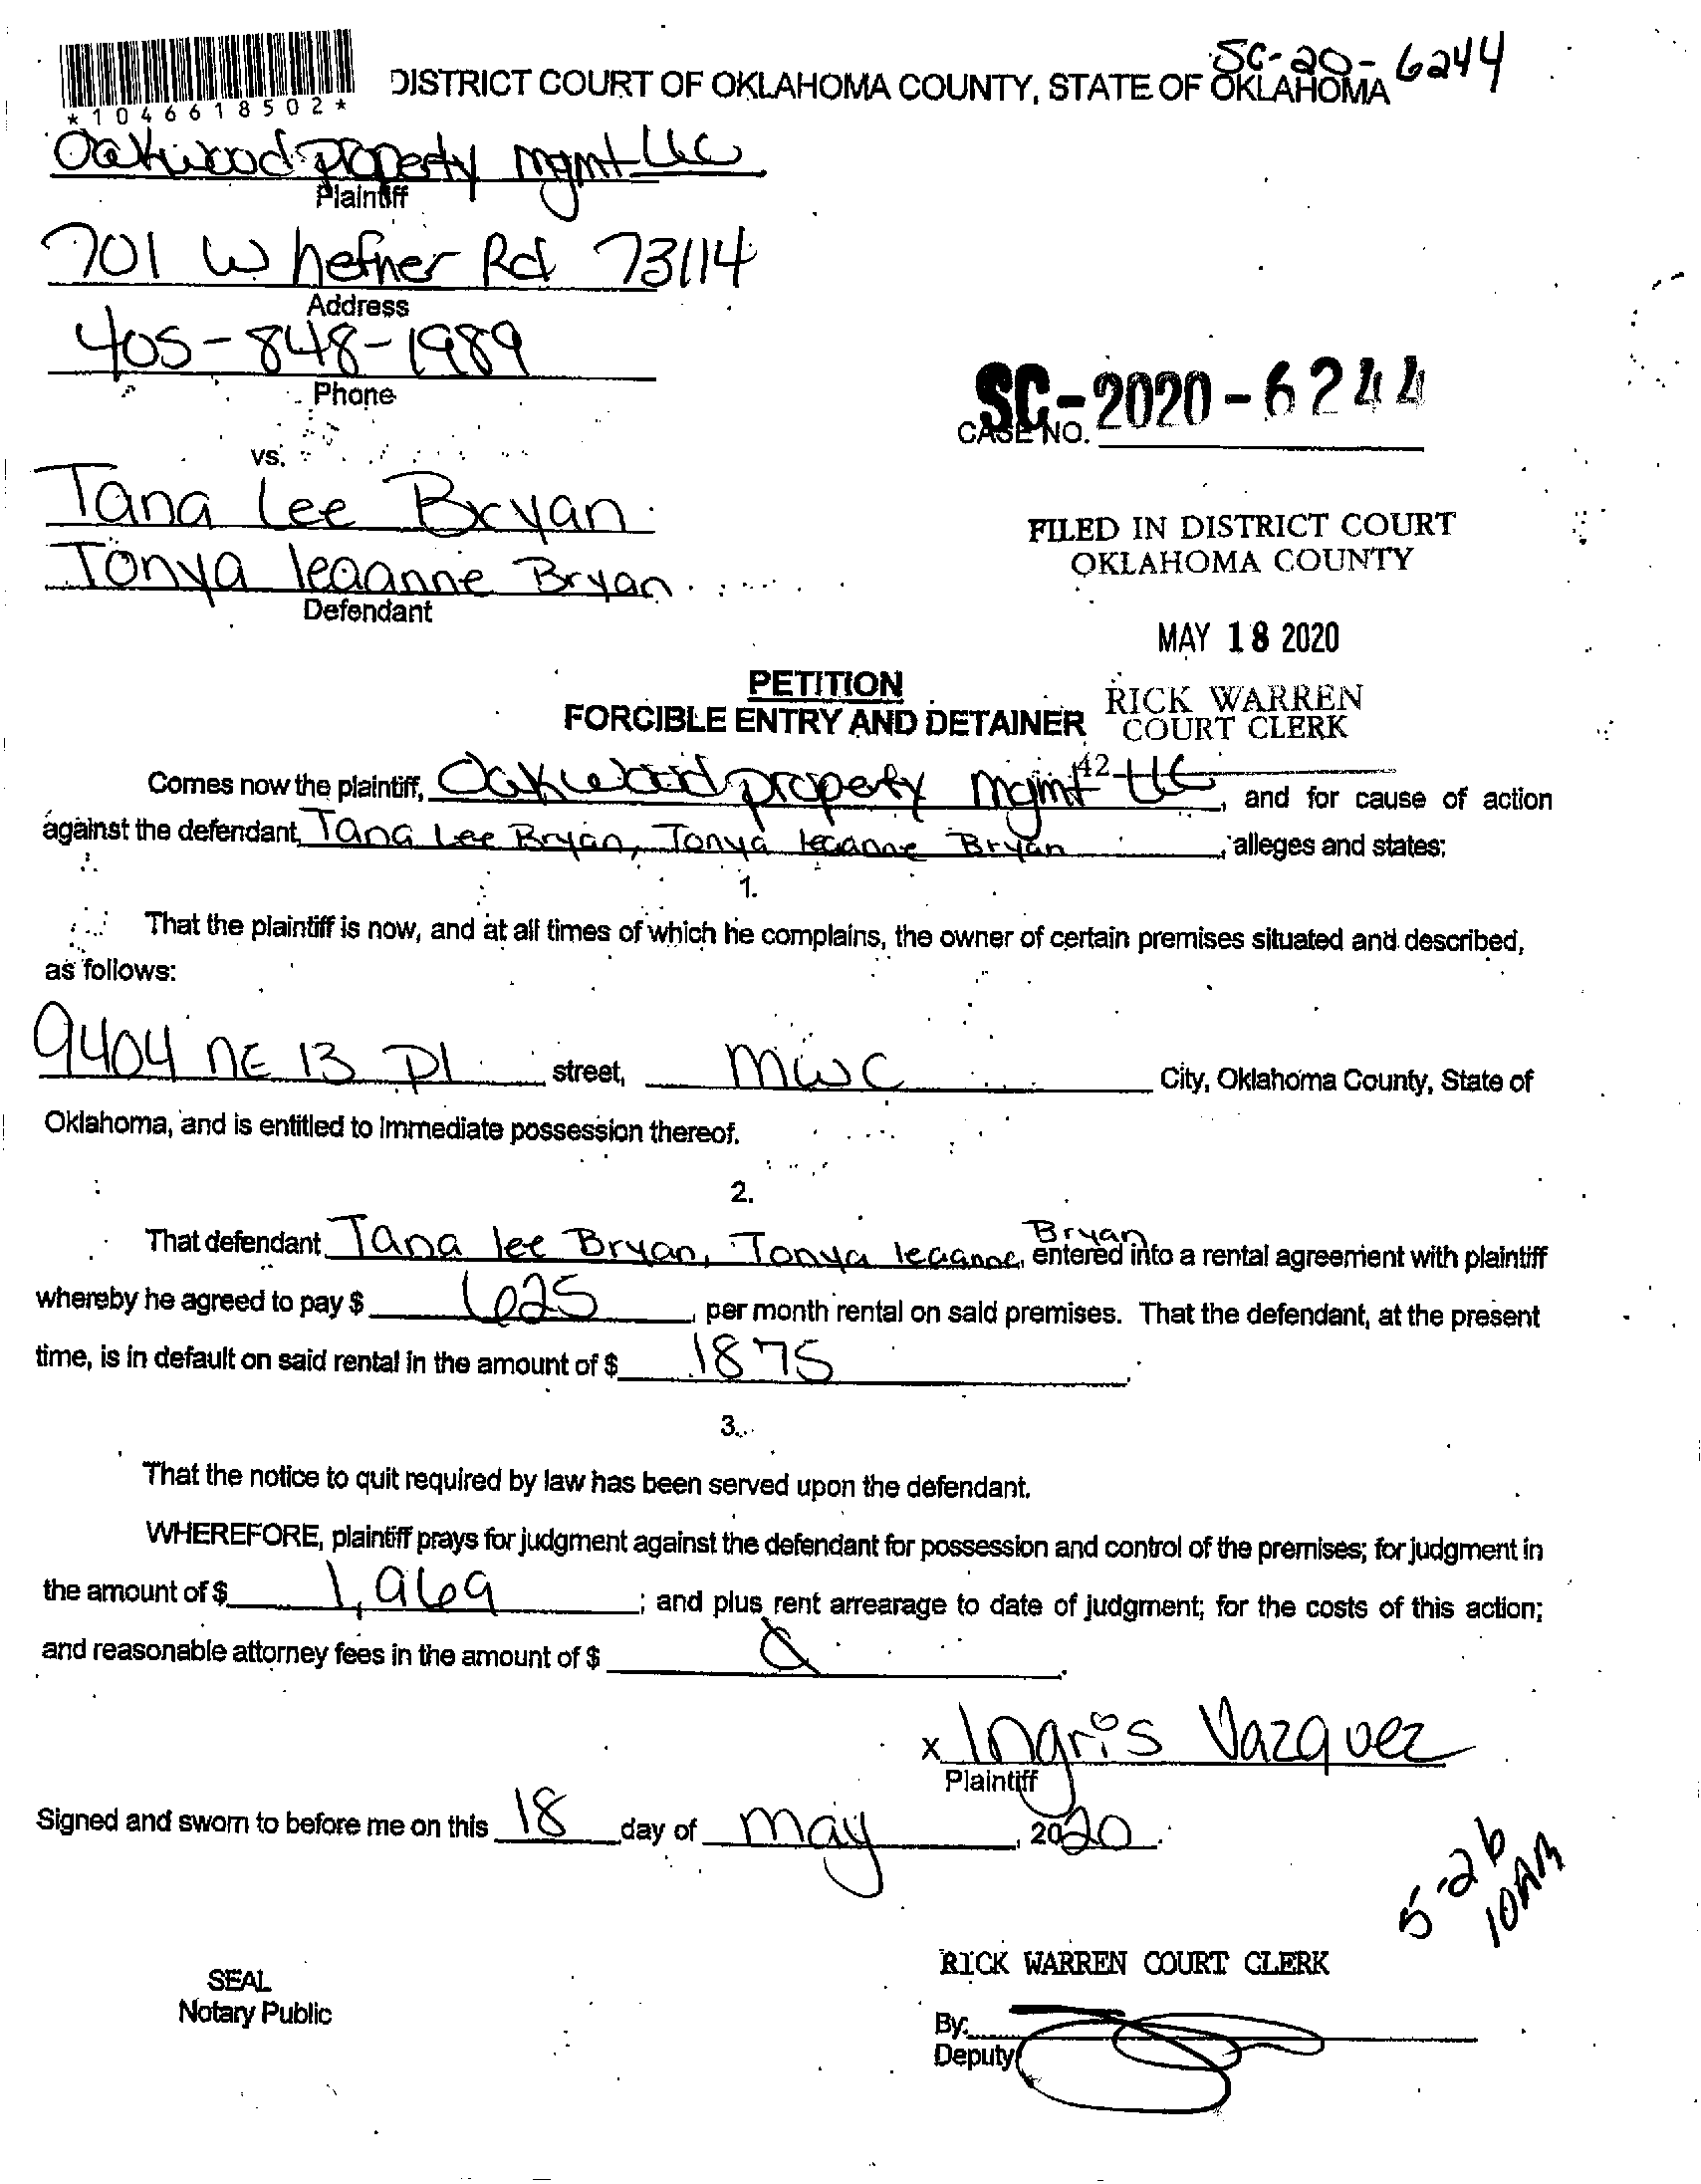 SC-20-6244
DISTRICT COURT OF OKLAHOMA COUNTY, STATE OF OKLAHOMA
*1046618502*
Oakwood property mgmt LLC
Plaintiff
701 W hefner Rd 73114
Address
405-848-1989
Phone
SC-2020-6244
CASE NO.
vs.
Tana Lee Bryan
Tonya leaanne Bryan
Defendant
FILED IN DISTRICT COURT
OKLAHOMA COUNTY
MAY 18 2020
PETITION
FORCIBLE ENTRY AND DETAINER
RICK WARREN
COURT CLERK
42
Comes now the plaintiff, Oakwood property mgmt LLC, and for cause of action
against the defendant, Tana Lee Bryan, Tonya leaanne Bryan, alleges and states:
1.
That the plaintiff is now, and at all times of which he complains, the owner of certain premises situated and described,
as follows:
9404 NE 13 Pl street, MWC City, Oklahoma County, State of
Oklahoma, and is entitled to immediate possession thereof.
2.
That defendant Tana lee Bryan, Tonya leaanne Bryan, entered into a rental agreement with plaintiff
whereby he agreed to pay $ 625, per month rental on said premises. That the defendant, at the present
time, is in default on said rental in the amount of $ 1875.
3.
That the notice to quit required by law has been served upon the defendant.
WHEREFORE, plaintiff prays for judgment against the defendant for possession and control of the premises; for judgment in
the amount of $ 1,969; and plus rent arrearage to date of judgment; for the costs of this action;
and reasonable attorney fees in the amount of $
x Ingris Vazquez
Plaintiff
Signed and sworn to before me on this 18 day of may, 2020.
5-26
10AM
RICK WARREN COURT CLERK
SEAL
Notary Public
By:
Deputy